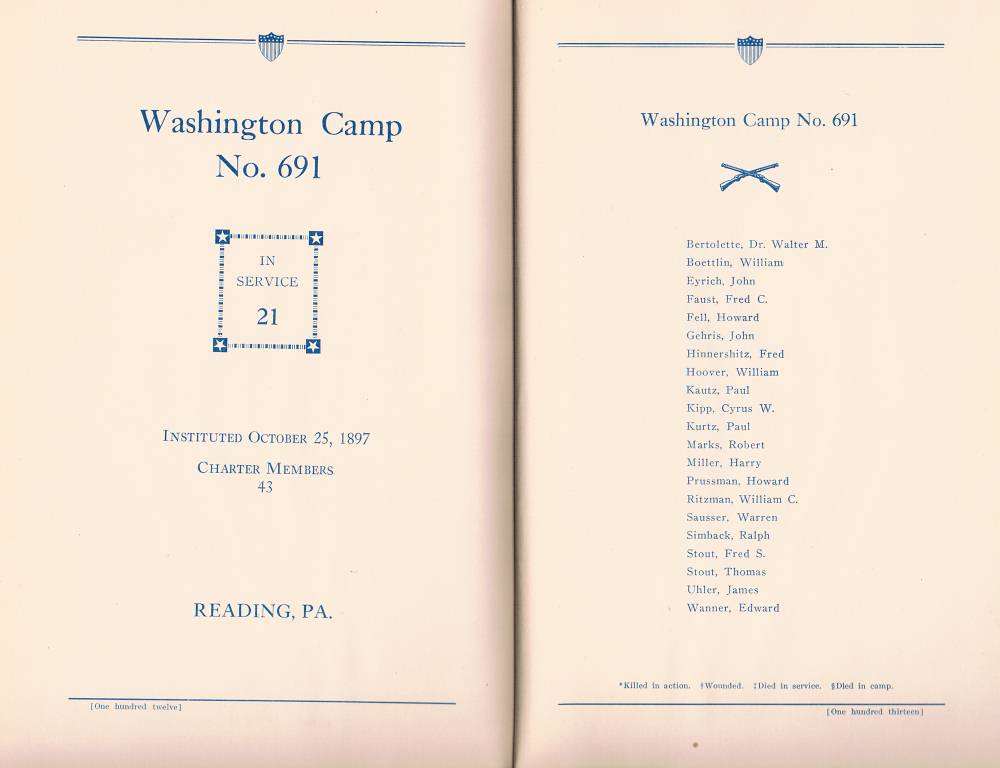 Washington Camp
No. 691
IN
SERVICE
21
INSTITUTED OCTOBER 25, 1897
CHARTER MEMBERS
43
READING, PA.
[One hundred twelve]
Washington Camp No. 691
Bertolette, Dr. Walter M.
Boettlin, William
Eyrich, John
Faust, Fred C.
Fell, Howard
Gehris, John
Hinnershitz, Fred
Hoover, William
Kautz, Paul
Kipp, Cyrus W.
Kurtz, Paul
Marks, Robert
Miller, Harry
Prussman, Howard
Ritzman, William C.
Sausser, Warren
Simback, Ralph
Stout, Fred S.
Stout, Thomas
Uhler, James
Wanner, Edward
*Killed in action. †Wounded. ‡Died in service. §Died in camp.
[One hundred thirteen]